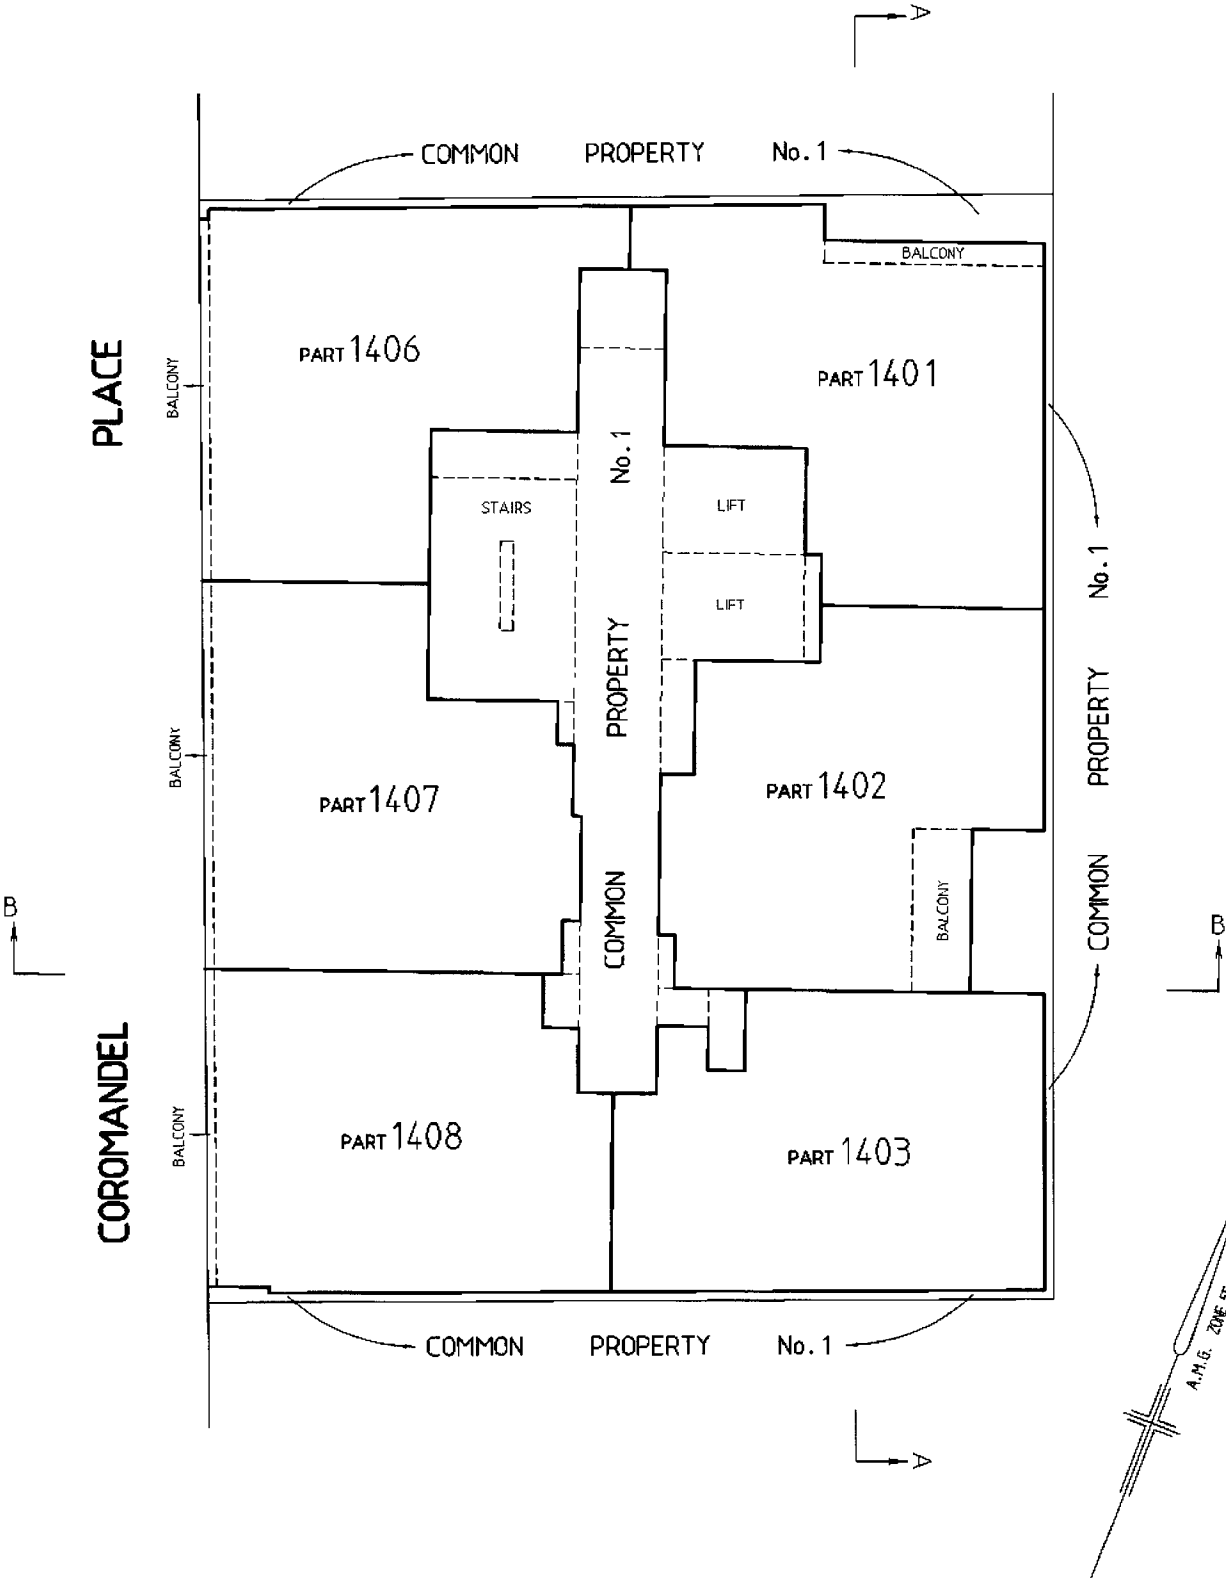 A
COMMON PROPERTY No. 1
BALCONY
PLACE
BALCONY
PART 1406
PART 1401
No. 1
STAIRS
LIFT
LIFT
PROPERTY
COMMON
COMMON PROPERTY No. 1
BALCONY
PART 1407
PART 1402
BALCONY
B
B
COROMANDEL
BALCONY
PART 1408
PART 1403
COMMON PROPERTY No. 1
A.M.G. ZONE
A